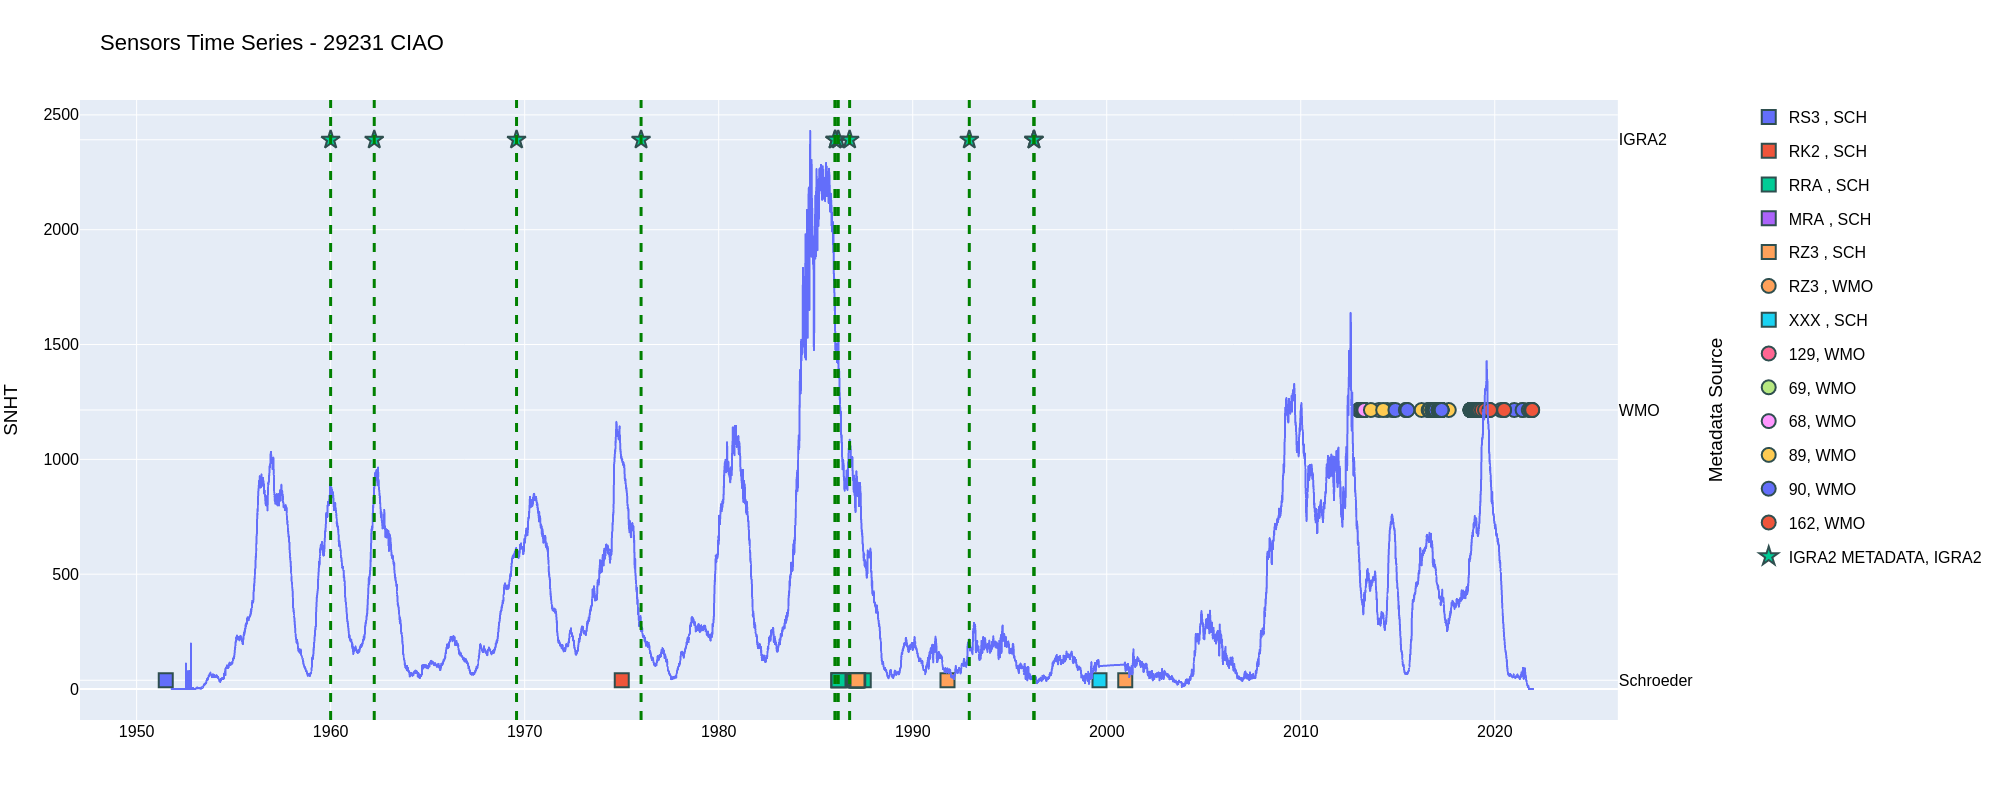 Sensors Time Series - 29231 CIAO
2500
2000
1500
1000
500
0
SNHT
1950
1960
1970
1980
1990
2000
2010
2020
IGRA2
WMO
Schroeder
Metadata Source
RS3 , SCH
RK2 , SCH
RRA , SCH
MRA , SCH
RZ3 , SCH
RZ3 , WMO
XXX , SCH
129, WMO
69, WMO
68, WMO
89, WMO
90, WMO
162, WMO
IGRA2 METADATA, IGRA2